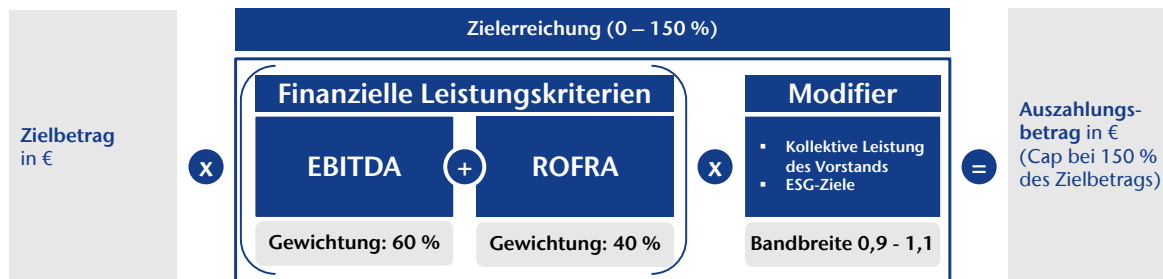 Zielerreichung (0 – 150 %)
Zielbetrag
in €
x
Finanzielle Leistungskriterien
EBITDA
+
ROFRA
Gewichtung: 60 %
Gewichtung: 40 %
x
Modifier
▪ Kollektive Leistung
des Vorstands
▪ ESG-Ziele
Bandbreite 0,9 - 1,1
=
Auszahlungs-
betrag in €
(Cap bei 150 %
des Zielbetrags)